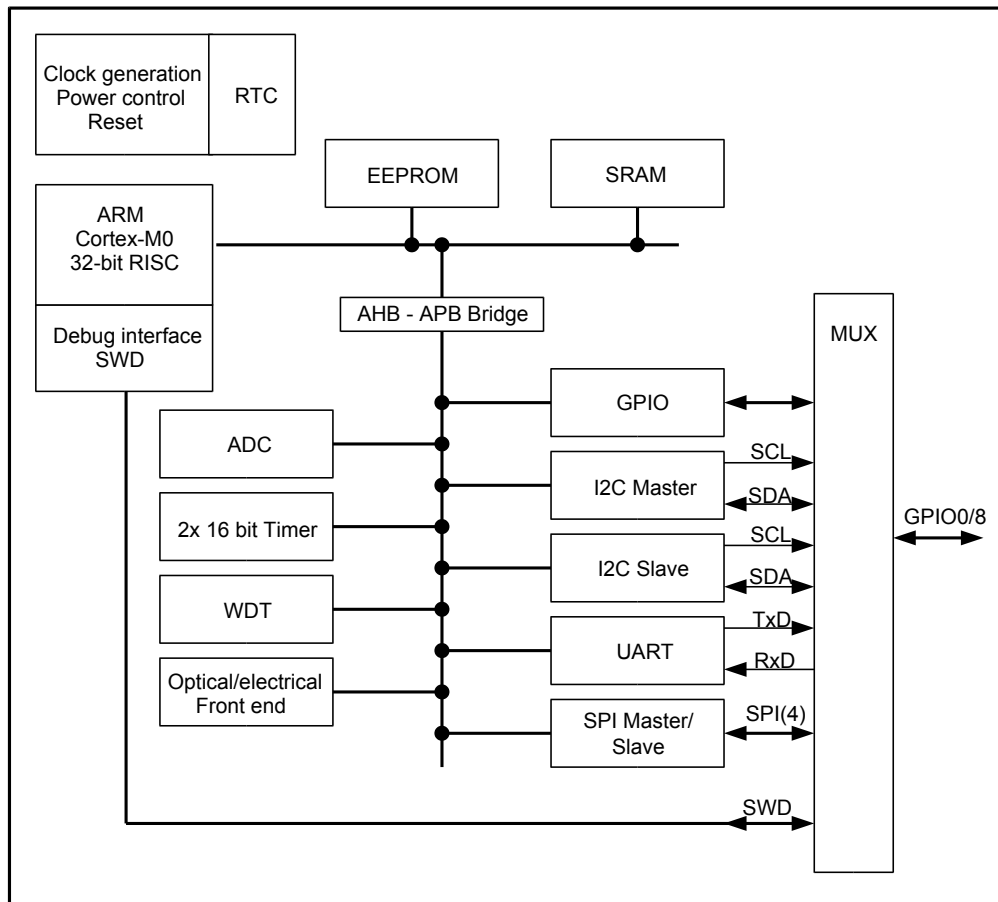 Clock generation
Power control
Reset
RTC
EEPROM
SRAM
ARM
Cortex-M0
32-bit RISC
AHB - APB Bridge
MUX
Debug interface
SWD
GPIO
ADC
SCL
I2C Master
SDA
2x 16 bit Timer
GPIO0/8
SCL
I2C Slave
SDA
WDT
TxD
UART
RxD
Optical/electrical
Front end
SPI Master/
Slave
SPI(4)
SWD